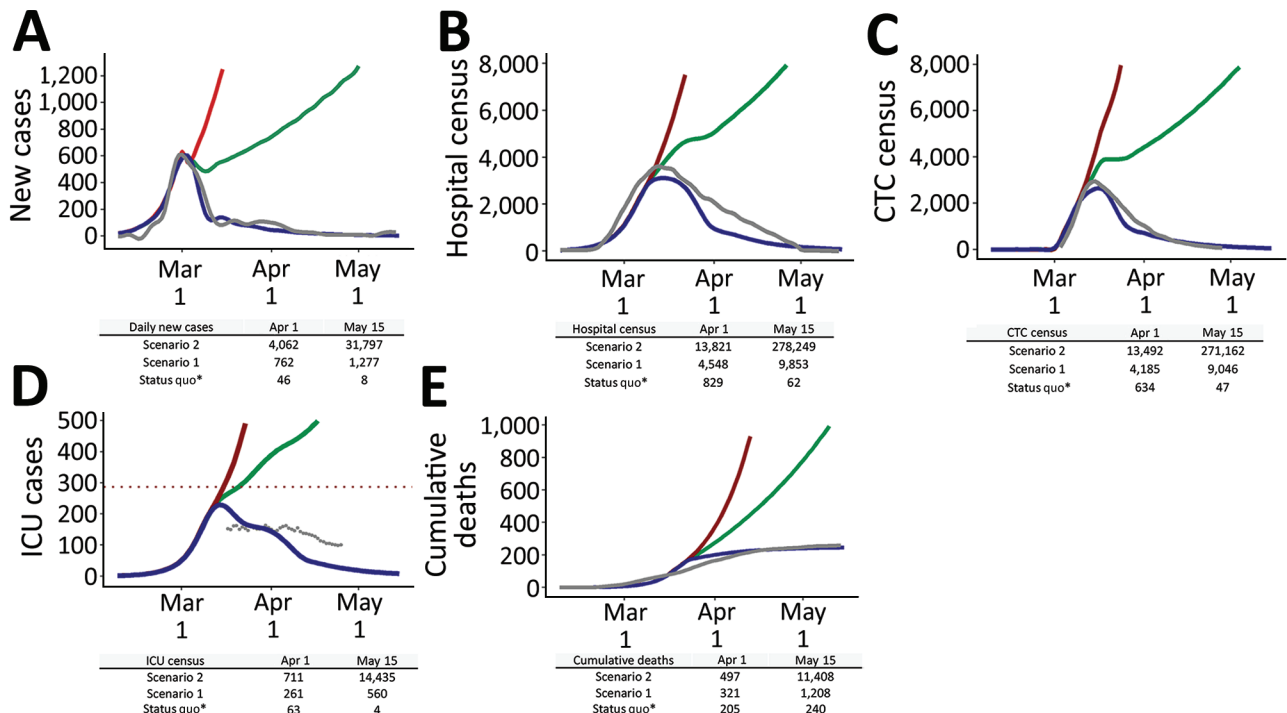 A
New cases
1,200
1,000
800
600
400
200
0
Mar Apr May
1 1 1
Daily new cases Apr 1 May 15
Scenario 2 4,062 31,797
Scenario 1 762 1,277
Status quo* 46 8
B
Hospital census
8,000
6,000
4,000
2,000
0
Mar Apr May
1 1 1
Hospital census Apr 1 May 15
Scenario 2 13,821 278,249
Scenario 1 4,548 9,853
Status quo* 829 62
C
CTC census
8,000
6,000
4,000
2,000
0
Mar Apr May
1 1 1
CTC census Apr 1 May 15
Scenario 2 13,492 271,162
Scenario 1 4,185 9,046
Status quo* 634 47
D
ICU cases
500
400
300
200
100
0
Mar Apr May
1 1 1
ICU census Apr 1 May 15
Scenario 2 711 14,435
Scenario 1 261 560
Status quo* 63 4
E
Cumulative
deaths
1,000
800
600
400
200
0
Mar Apr May
1 1 1
Cumulative deaths Apr 1 May 15
Scenario 2 497 11,408
Scenario 1 321 1,208
Status quo* 205 240